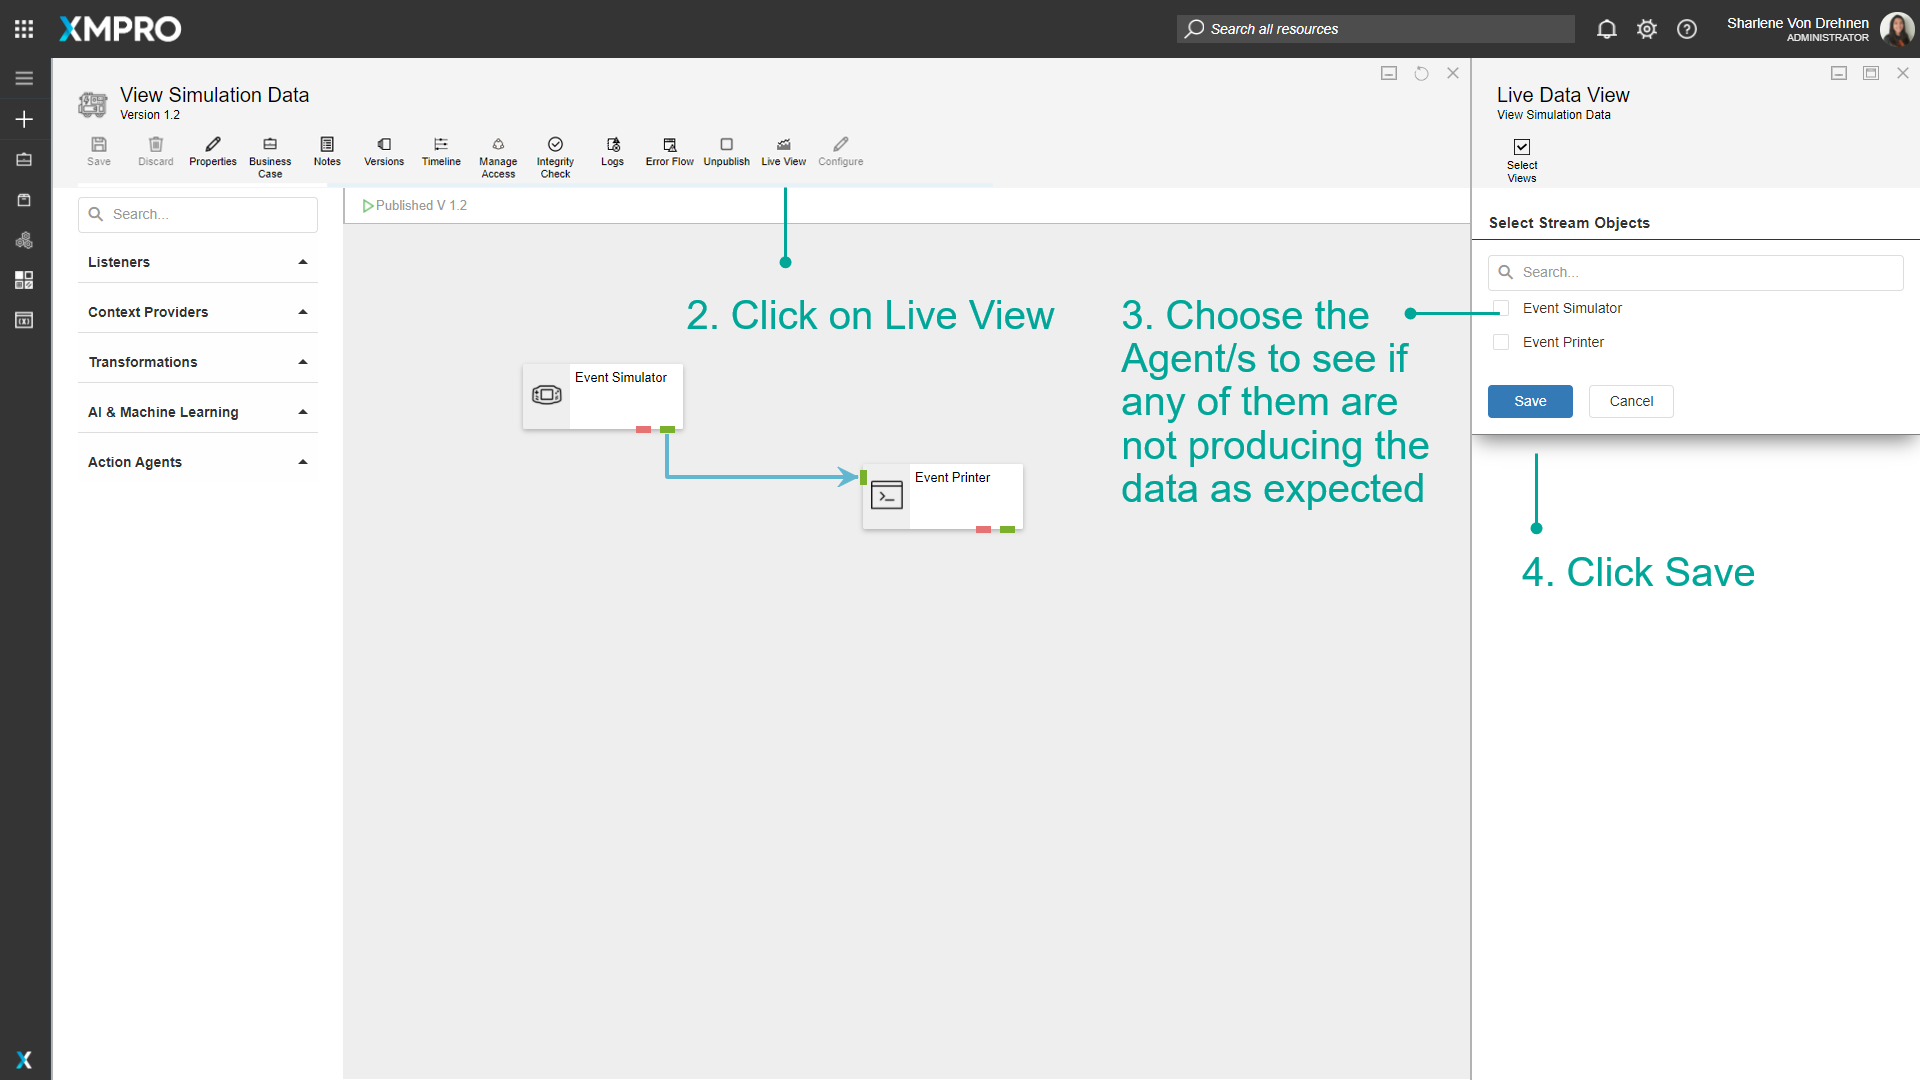 XMPRO
Search all resources
Sharlene Von Drehnen
ADMINISTRATOR
View Simulation Data
Version 1.2
Save
Discard
Properties
Business
Case
Notes
Versions
Timeline
Manage
Access
Integrity
Check
Logs
Error Flow
Unpublish
Live View
Configure
Live Data View
View Simulation Data
Select
Views
Search...
Listeners
Context Providers
Transformations
AI & Machine Learning
Action Agents
Published V 1.2
2. Click on Live View
Event Simulator
Event Printer
3. Choose the
Agent/s to see if
any of them are
not producing the
data as expected
Select Stream Objects
Search...
Event Simulator
Event Printer
Save
Cancel
4. Click Save